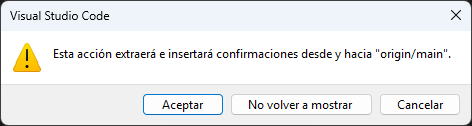 Visual Studio Code
Esta acción extraerá e insertará confirmaciones desde y hacia "origin/main".
Aceptar
No volver a mostrar
Cancelar